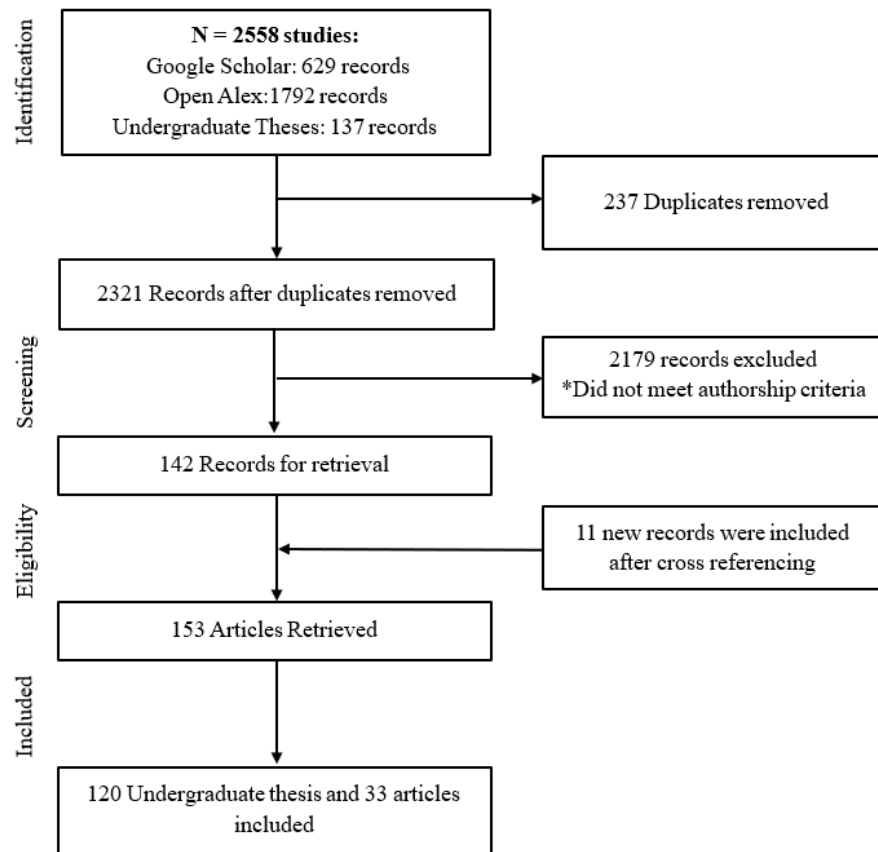 Identification
N = 2558 studies:
Google Scholar: 629 records
Open Alex:1792 records
Undergraduate Theses: 137 records
237 Duplicates removed
2321 Records after duplicates removed
Screening
2179 records excluded
*Did not meet authorship criteria
142 Records for retrieval
Eligibility
11 new records were included
after cross referencing
153 Articles Retrieved
Included
120 Undergraduate thesis and 33 articles
included